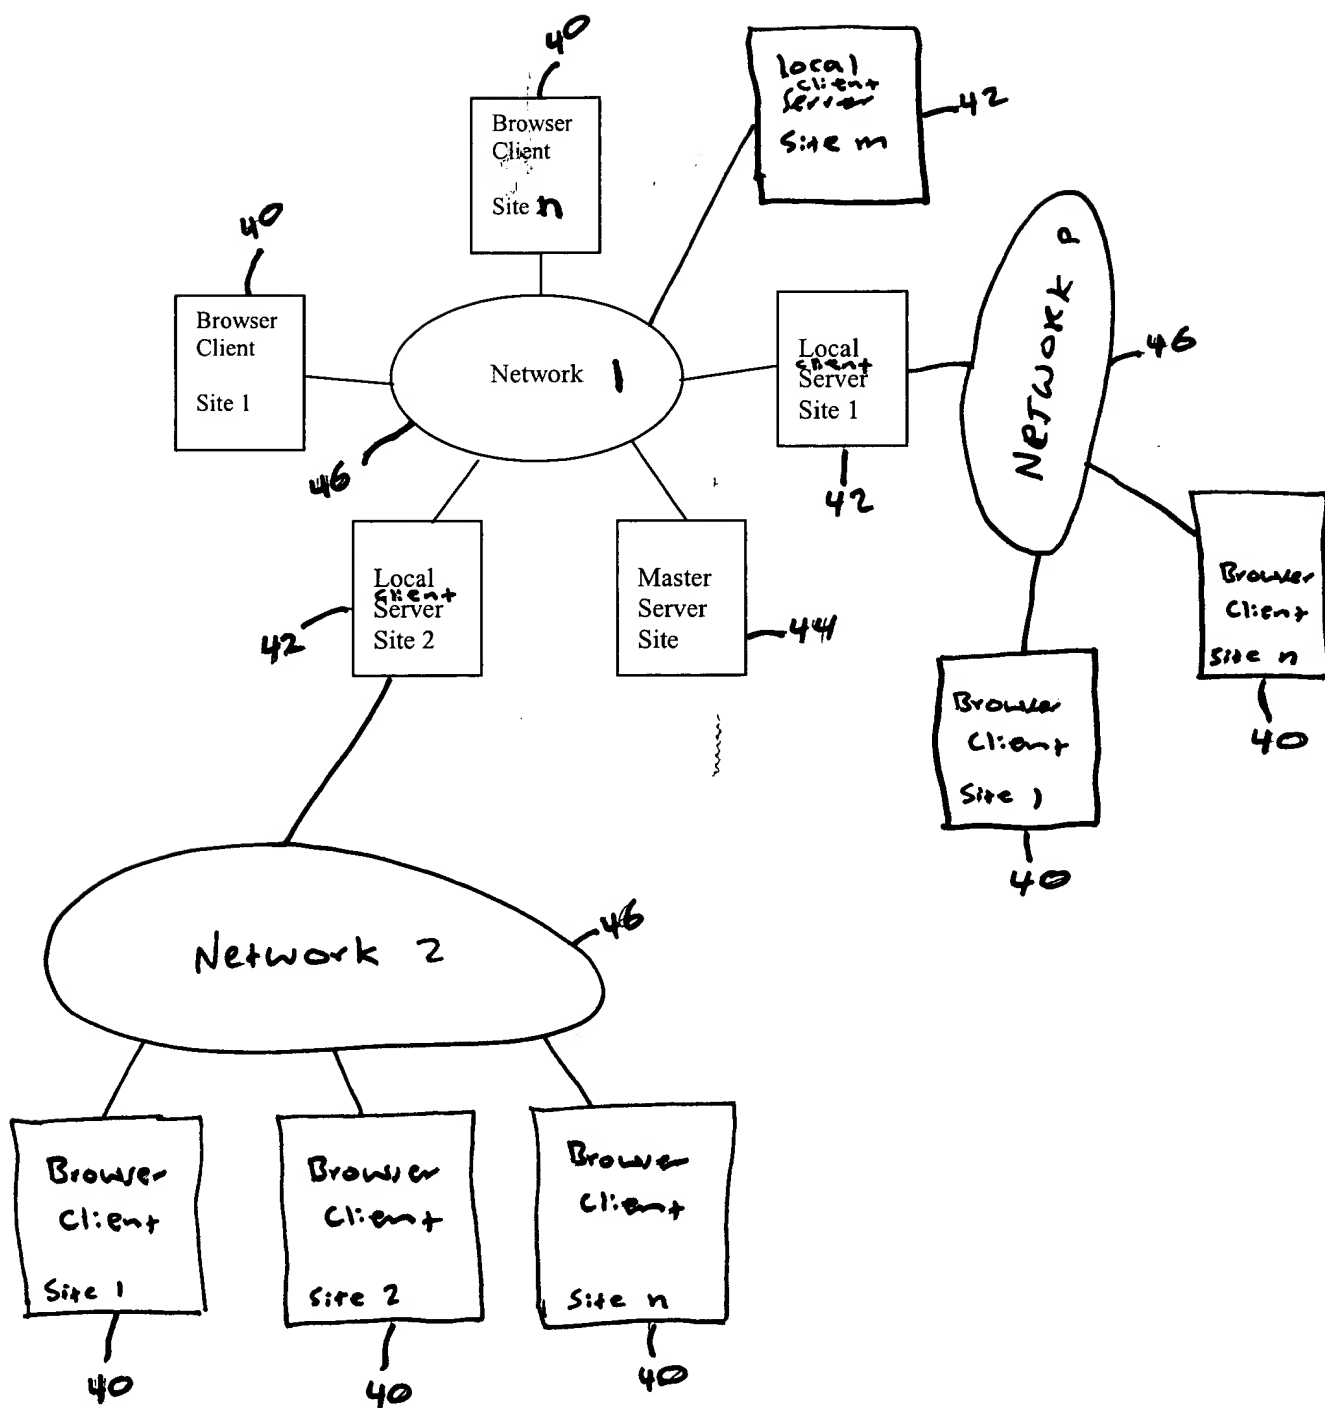 40
Browser
Client
Site n
local
client
Server
Site m
42
40
Browser
Client
Site 1
Network 1
46
Local
client
Server
Site 1
42
Network P
46
Local
client
Server
Site 2
42
Master
Server
Site
44
Browser
Client
Site n
40
Browser
Client
Site 1
40
Network 2
46
Browser
Client
Site 1
40
Browser
Client
Site 2
40
Browser
Client
Site n
40